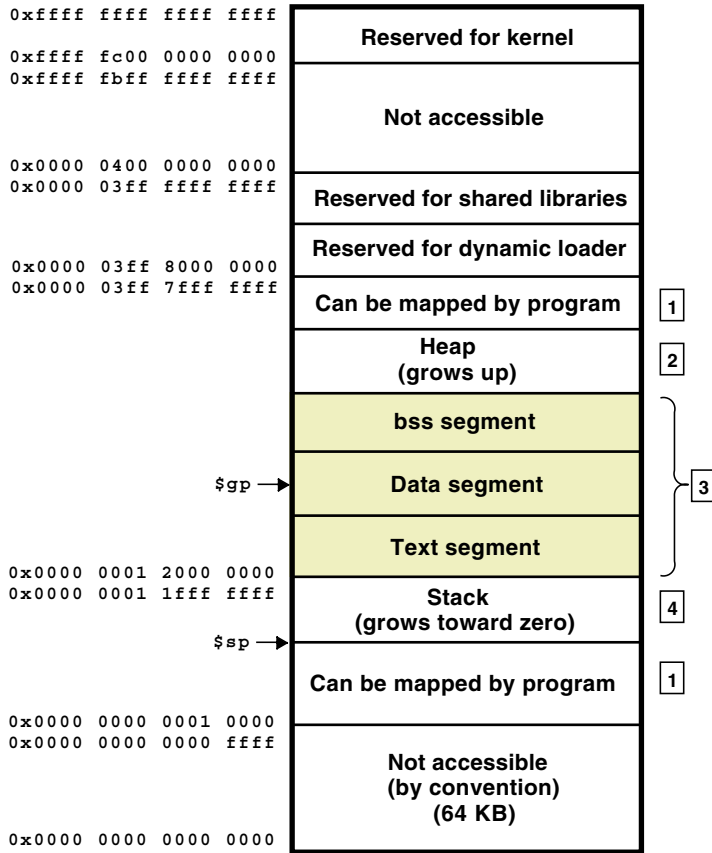 0xffff ffff ffff ffff
Reserved for kernel
0xffff fc00 0000 0000
0xffff fbff ffff ffff
Not accessible
0x0000 0400 0000 0000
0x0000 03ff ffff ffff
Reserved for shared libraries
Reserved for dynamic loader
0x0000 03ff 8000 0000
0x0000 03ff 7fff ffff
Can be mapped by program
1
Heap
(grows up)
2
bss segment
$gp
Data segment
3
Text segment
0x0000 0001 2000 0000
0x0000 0001 1fff ffff
Stack
(grows toward zero)
4
$sp
Can be mapped by program
1
0x0000 0000 0001 0000
0x0000 0000 0000 ffff
Not accessible
(by convention)
(64 KB)
0x0000 0000 0000 0000